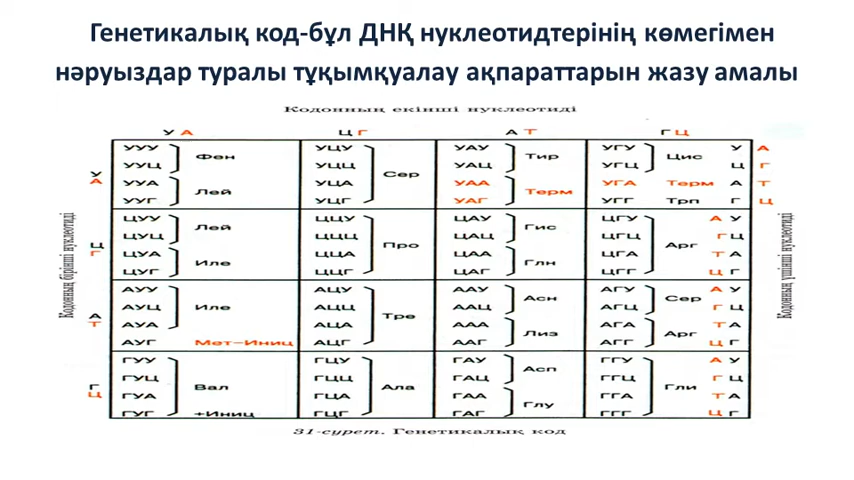 Генетикалық код-бұл ДНҚ нуклеотидтерінің көмегімен
нәруыздар туралы тұқымқуалау ақпараттарын жазу амалы
Кодонның екінші нуклеотиді
У А Ц Г А Т Г Ц
УУУ УЦУ УАУ УГУ У А
УУЦ Фен УЦЦ УАЦ Тир УГЦ Цис Ц Г
У А УУА УЦА Сер УАА УГА Терм А Т
УУГ Лей УЦГ УАГ Терм УГГ Трп Г Ц
ЦУУ ЦЦУ ЦАУ ЦГУ А У
ЦУЦ Лей ЦЦЦ ЦАЦ Гис ЦГЦ Г Ц
Ц Г ЦУА ЦЦА Про ЦАА ЦГА Арг Т А
ЦУГ Иле ЦЦГ ЦАГ Глн ЦГГ Ц Г
АУУ АЦУ ААУ АГУ А У
АУЦ Иле АЦЦ ААЦ Асн АГЦ Сер Г Ц
А Т АУА АЦА Тре ААА АГА Т А
АУГ Мет-Иниц АЦГ ААГ Лиз АГГ Арг Ц Г
ГУУ ГЦУ ГАУ ГГУ А У
ГУЦ ГЦЦ ГАЦ Асп ГГЦ Г Ц
Г Ц ГУА Вал ГЦА Ала ГАА ГГА Гли Т А
ГУГ +Иниц ГЦГ ГАГ Глу ГГГ Ц Г
Кодонның бірінші нуклеотиді
Кодонның үшінші нуклеотиді
31-сурет. Генетикалық код